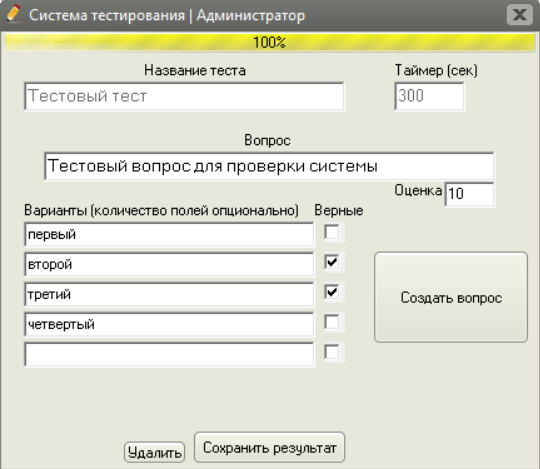 Система тестирования | Администратор
100%
Название теста Таймер (сек)
Тестовый тест 300
Вопрос
Тестовый вопрос для проверки системы
Оценка 10
Варианты (количество полей опционально) Верные
первый
второй
третий
Создать вопрос
четвертый
Удалить Сохранить результат